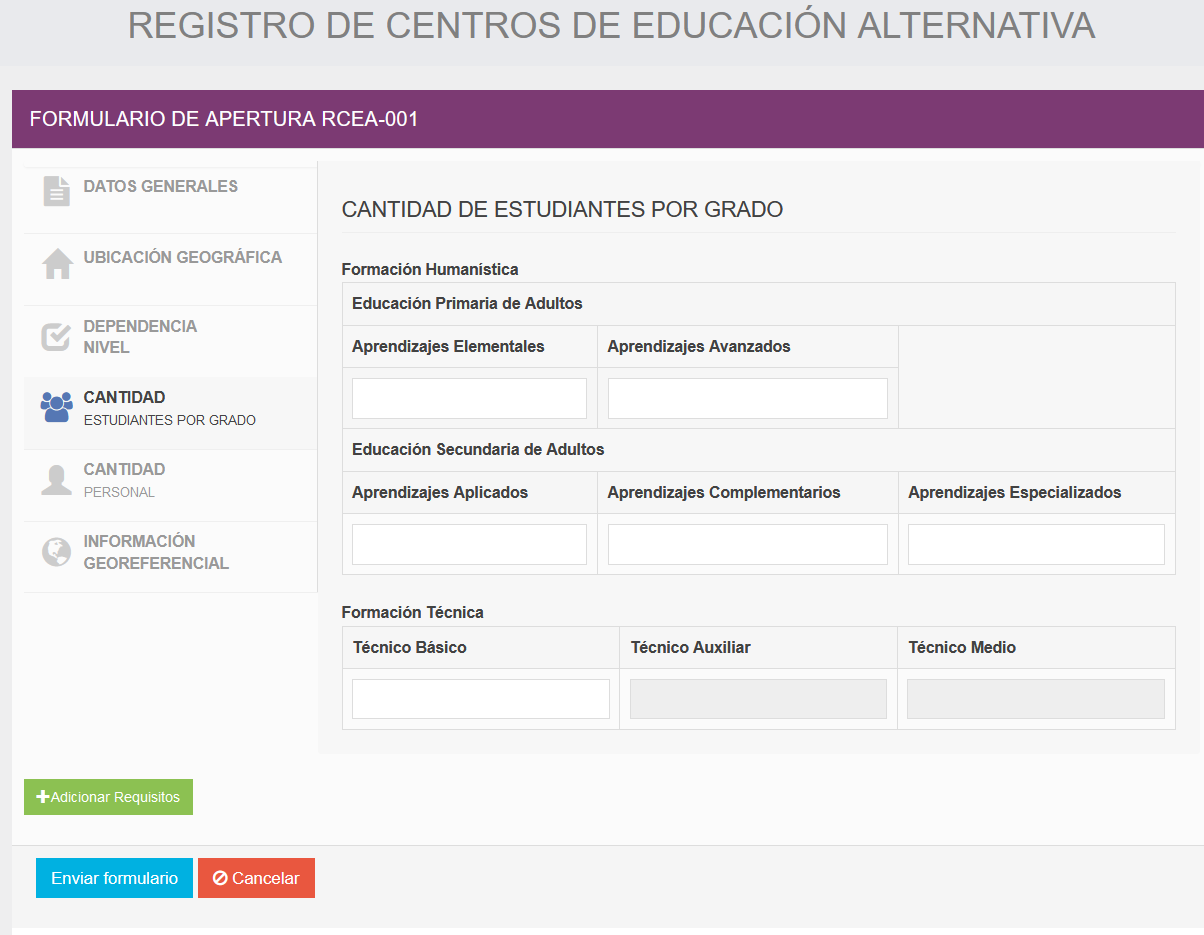 REGISTRO DE CENTROS DE EDUCACIÓN ALTERNATIVA
FORMULARIO DE APERTURA RCEA-001
DATOS GENERALES
UBICACIÓN GEOGRÁFICA
DEPENDENCIA
NIVEL
CANTIDAD
ESTUDIANTES POR GRADO
CANTIDAD
PERSONAL
INFORMACIÓN
GEOREFERENCIAL
CANTIDAD DE ESTUDIANTES POR GRADO
Formación Humanística
Educación Primaria de Adultos
Aprendizajes Elementales
Aprendizajes Avanzados
Educación Secundaria de Adultos
Aprendizajes Aplicados
Aprendizajes Complementarios
Aprendizajes Especializados
Formación Técnica
Técnico Básico
Técnico Auxiliar
Técnico Medio
Adicionar Requisitos
Enviar formulario
Cancelar